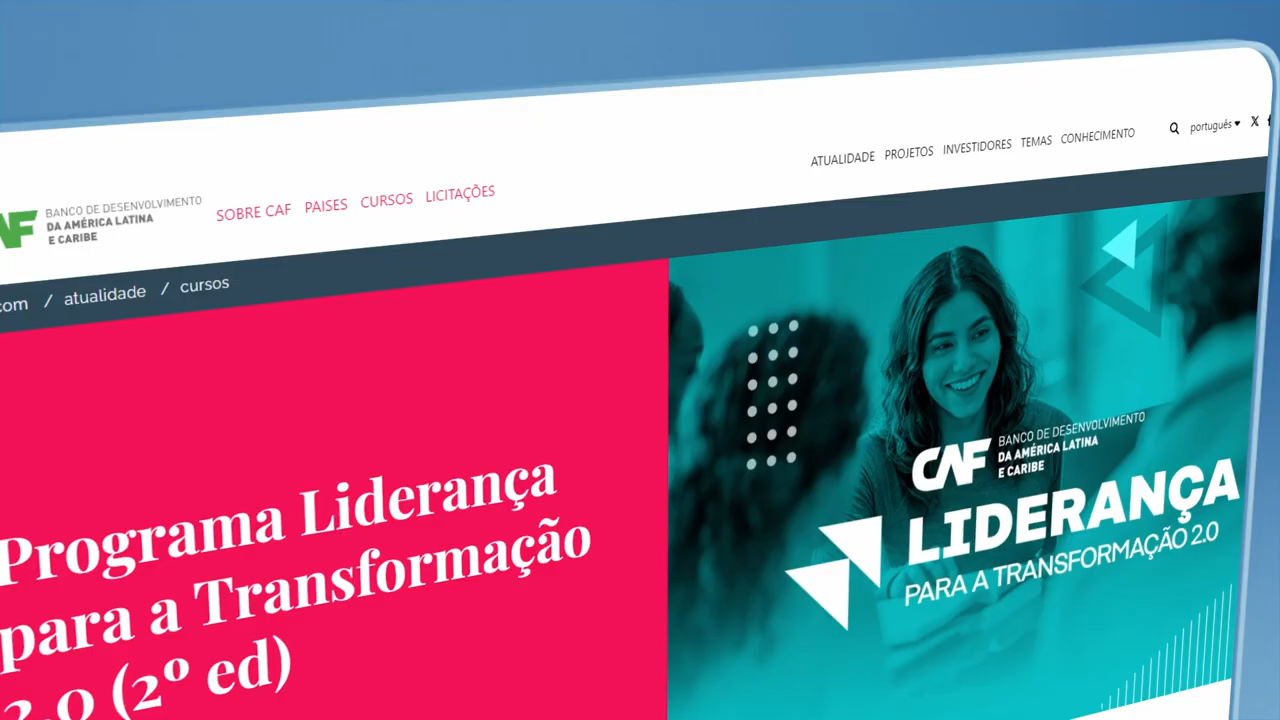 BANCO DE DESENVOLVIMENTO
DA AMÉRICA LATINA
E CARIBE
SOBRE CAF PAISES CURSOS LICITAÇÕES
ATUALIDADE PROJETOS INVESTIDORES TEMAS CONHECIMENTO
português
com / atualidade / cursos
Programa Liderança
para a Transformação
2.0 (2º ed)
CAF BANCO DE DESENVOLVIMENTO
DA AMÉRICA LATINA
E CARIBE
LIDERANÇA
PARA A TRANSFORMAÇÃO 2.0